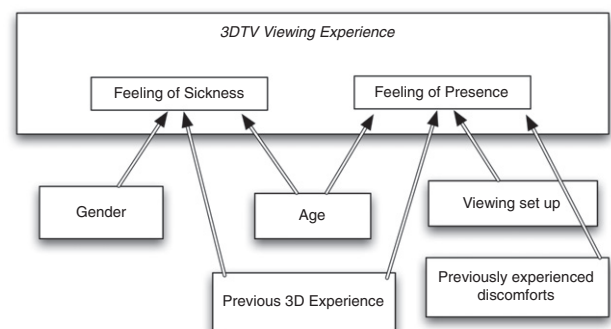 3DTV Viewing Experience
Feeling of Sickness
Feeling of Presence
Gender
Age
Viewing set up
Previous 3D Experience
Previously experienced
discomforts